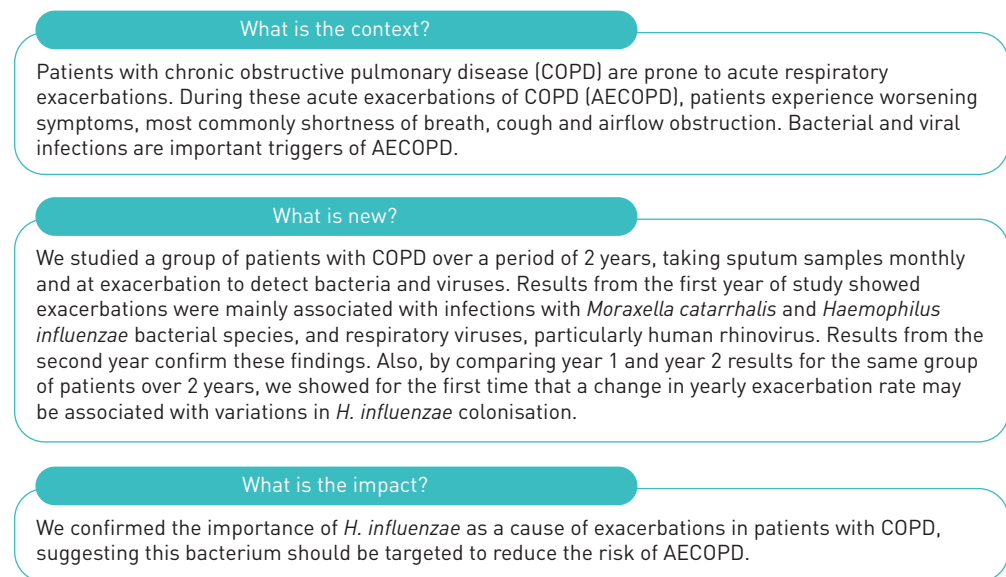 What is the context?
Patients with chronic obstructive pulmonary disease (COPD) are prone to acute respiratory
exacerbations. During these acute exacerbations of COPD (AECOPD), patients experience worsening
symptoms, most commonly shortness of breath, cough and airflow obstruction. Bacterial and viral
infections are important triggers of AECOPD.
What is new?
We studied a group of patients with COPD over a period of 2 years, taking sputum samples monthly
and at exacerbation to detect bacteria and viruses. Results from the first year of study showed
exacerbations were mainly associated with infections with Moraxella catarrhalis and Haemophilus
influenzae bacterial species, and respiratory viruses, particularly human rhinovirus. Results from the
second year confirm these findings. Also, by comparing year 1 and year 2 results for the same group
of patients over 2 years, we showed for the first time that a change in yearly exacerbation rate may
be associated with variations in H. influenzae colonisation.
What is the impact?
We confirmed the importance of H. influenzae as a cause of exacerbations in patients with COPD,
suggesting this bacterium should be targeted to reduce the risk of AECOPD.